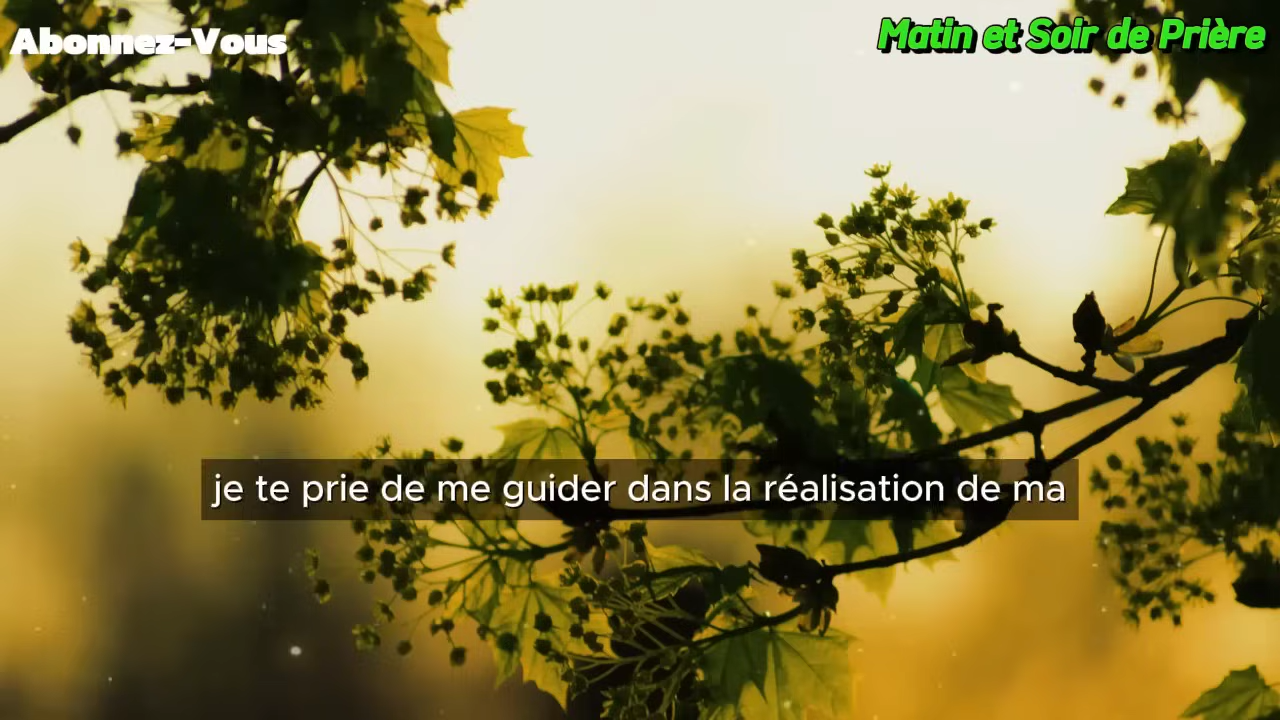 Abonnez-Vous
Matin et Soir de Prière
je te prie de me guider dans la réalisation de ma